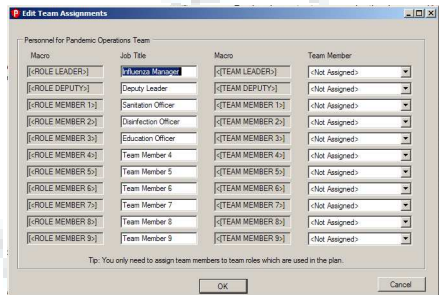 Edit Team Assignments
Personnel for Pandemic Operations Team
Macro Job Title Macro Team Member
[<ROLE LEADER>] Influenza Manager <[TEAM LEADER>] <Not Assigned>
[<ROLE DEPUTY>] Deputy Leader <[TEAM DEPUTY>] <Not Assigned>
[<ROLE MEMBER 1>] Sanitation Officer <[TEAM MEMBER 1>] <Not Assigned>
[<ROLE MEMBER 2>] Disinfection Officer <[TEAM MEMBER 2>] <Not Assigned>
[<ROLE MEMBER 3>] Education Officer <[TEAM MEMBER 3>] <Not Assigned>
[<ROLE MEMBER 4>] Team Member 4 <[TEAM MEMBER 4>] <Not Assigned>
[<ROLE MEMBER 5>] Team Member 5 <[TEAM MEMBER 5>] <Not Assigned>
[<ROLE MEMBER 6>] Team Member 6 <[TEAM MEMBER 6>] <Not Assigned>
[<ROLE MEMBER 7>] Team Member 7 <[TEAM MEMBER 7>] <Not Assigned>
[<ROLE MEMBER 8>] Team Member 8 <[TEAM MEMBER 8>] <Not Assigned>
[<ROLE MEMBER 9>] Team Member 9 <[TEAM MEMBER 9>] <Not Assigned>
Tip: You only need to assign team members to team roles which are used in the plan.
OK Cancel